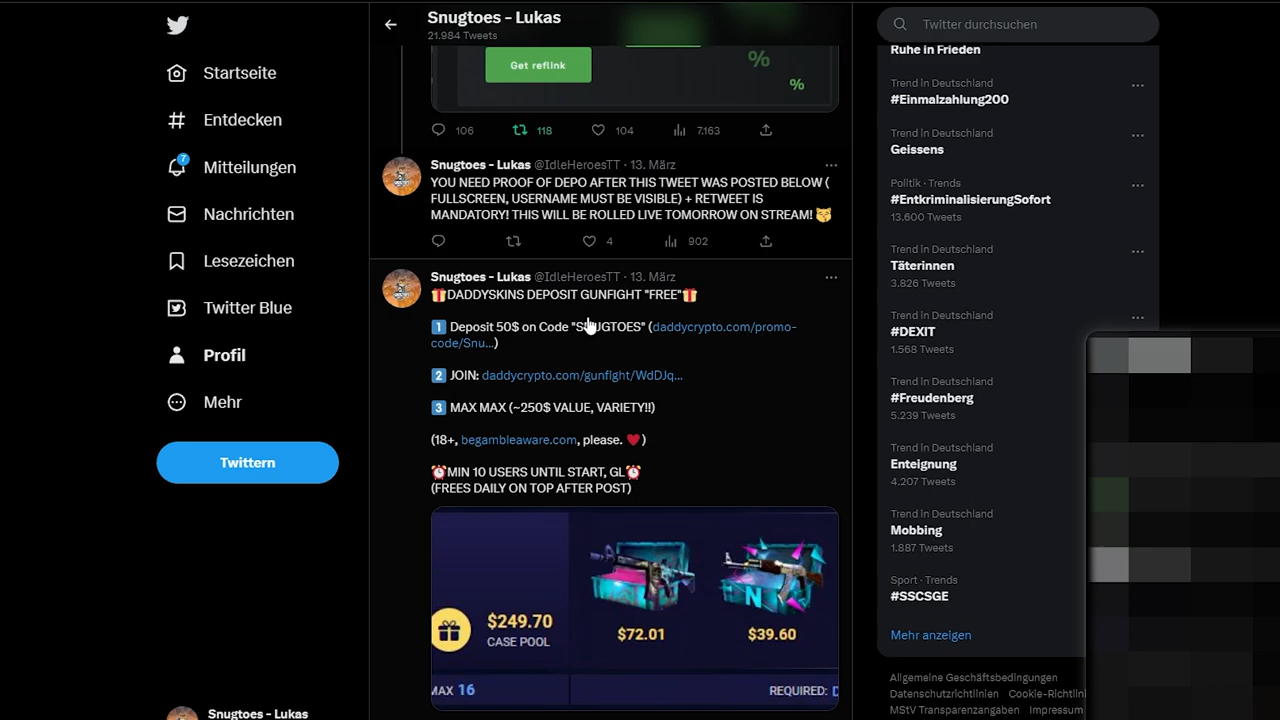 Startseite
Entdecken
7
Mitteilungen
Nachrichten
Lesezeichen
Twitter Blue
Profil
Mehr
Twittern
Snugtoes - Lukas
Snugtoes - Lukas
21.984 Tweets
Get reflink
%
%
106
118
104
7.163
Snugtoes - Lukas @IdleHeroesTT · 13. März
YOU NEED PROOF OF DEPO AFTER THIS TWEET WAS POSTED BELOW (
FULLSCREEN, USERNAME MUST BE VISIBLE) + RETWEET IS
MANDATORY! THIS WILL BE ROLLED LIVE TOMORROW ON STREAM! 😽
4
902
Snugtoes - Lukas @IdleHeroesTT · 13. März
🎁DADDYSKINS DEPOSIT GUNFIGHT "FREE"🎁
1️⃣ Deposit 50$ on Code "SNUGTOES" (daddycrypto.com/promo-
code/Snu...)
2️⃣ JOIN: daddycrypto.com/gunfight/WdDJq...
3️⃣ MAX MAX (~250$ VALUE, VARIETY!!)
(18+, begambleaware.com, please. ♥)
⏰MIN 10 USERS UNTIL START, GL⏰
(FREES DAILY ON TOP AFTER POST)
$249.70
CASE POOL
$72.01
N
$39.60
MAX 16
REQUIRED:
Twitter durchsuchen
Ruhe in Frieden
Trend in Deutschland
#Einmalzahlung200
Trend in Deutschland
Geissens
Politik · Trends
#EntkriminalisierungSofort
13.600 Tweets
Trend in Deutschland
Täterinnen
3.826 Tweets
Trend in Deutschland
#DEXIT
1.568 Tweets
Trend in Deutschland
#Freudenberg
5.239 Tweets
Trend in Deutschland
Enteignung
4.207 Tweets
Trend in Deutschland
Mobbing
1.887 Tweets
Sport · Trends
#SSCSGE
Mehr anzeigen
Allgemeine Geschäftsbedingungen
Datenschutzrichtlinien Cookie-Richtlin
MStV Transparenzangaben Impressum